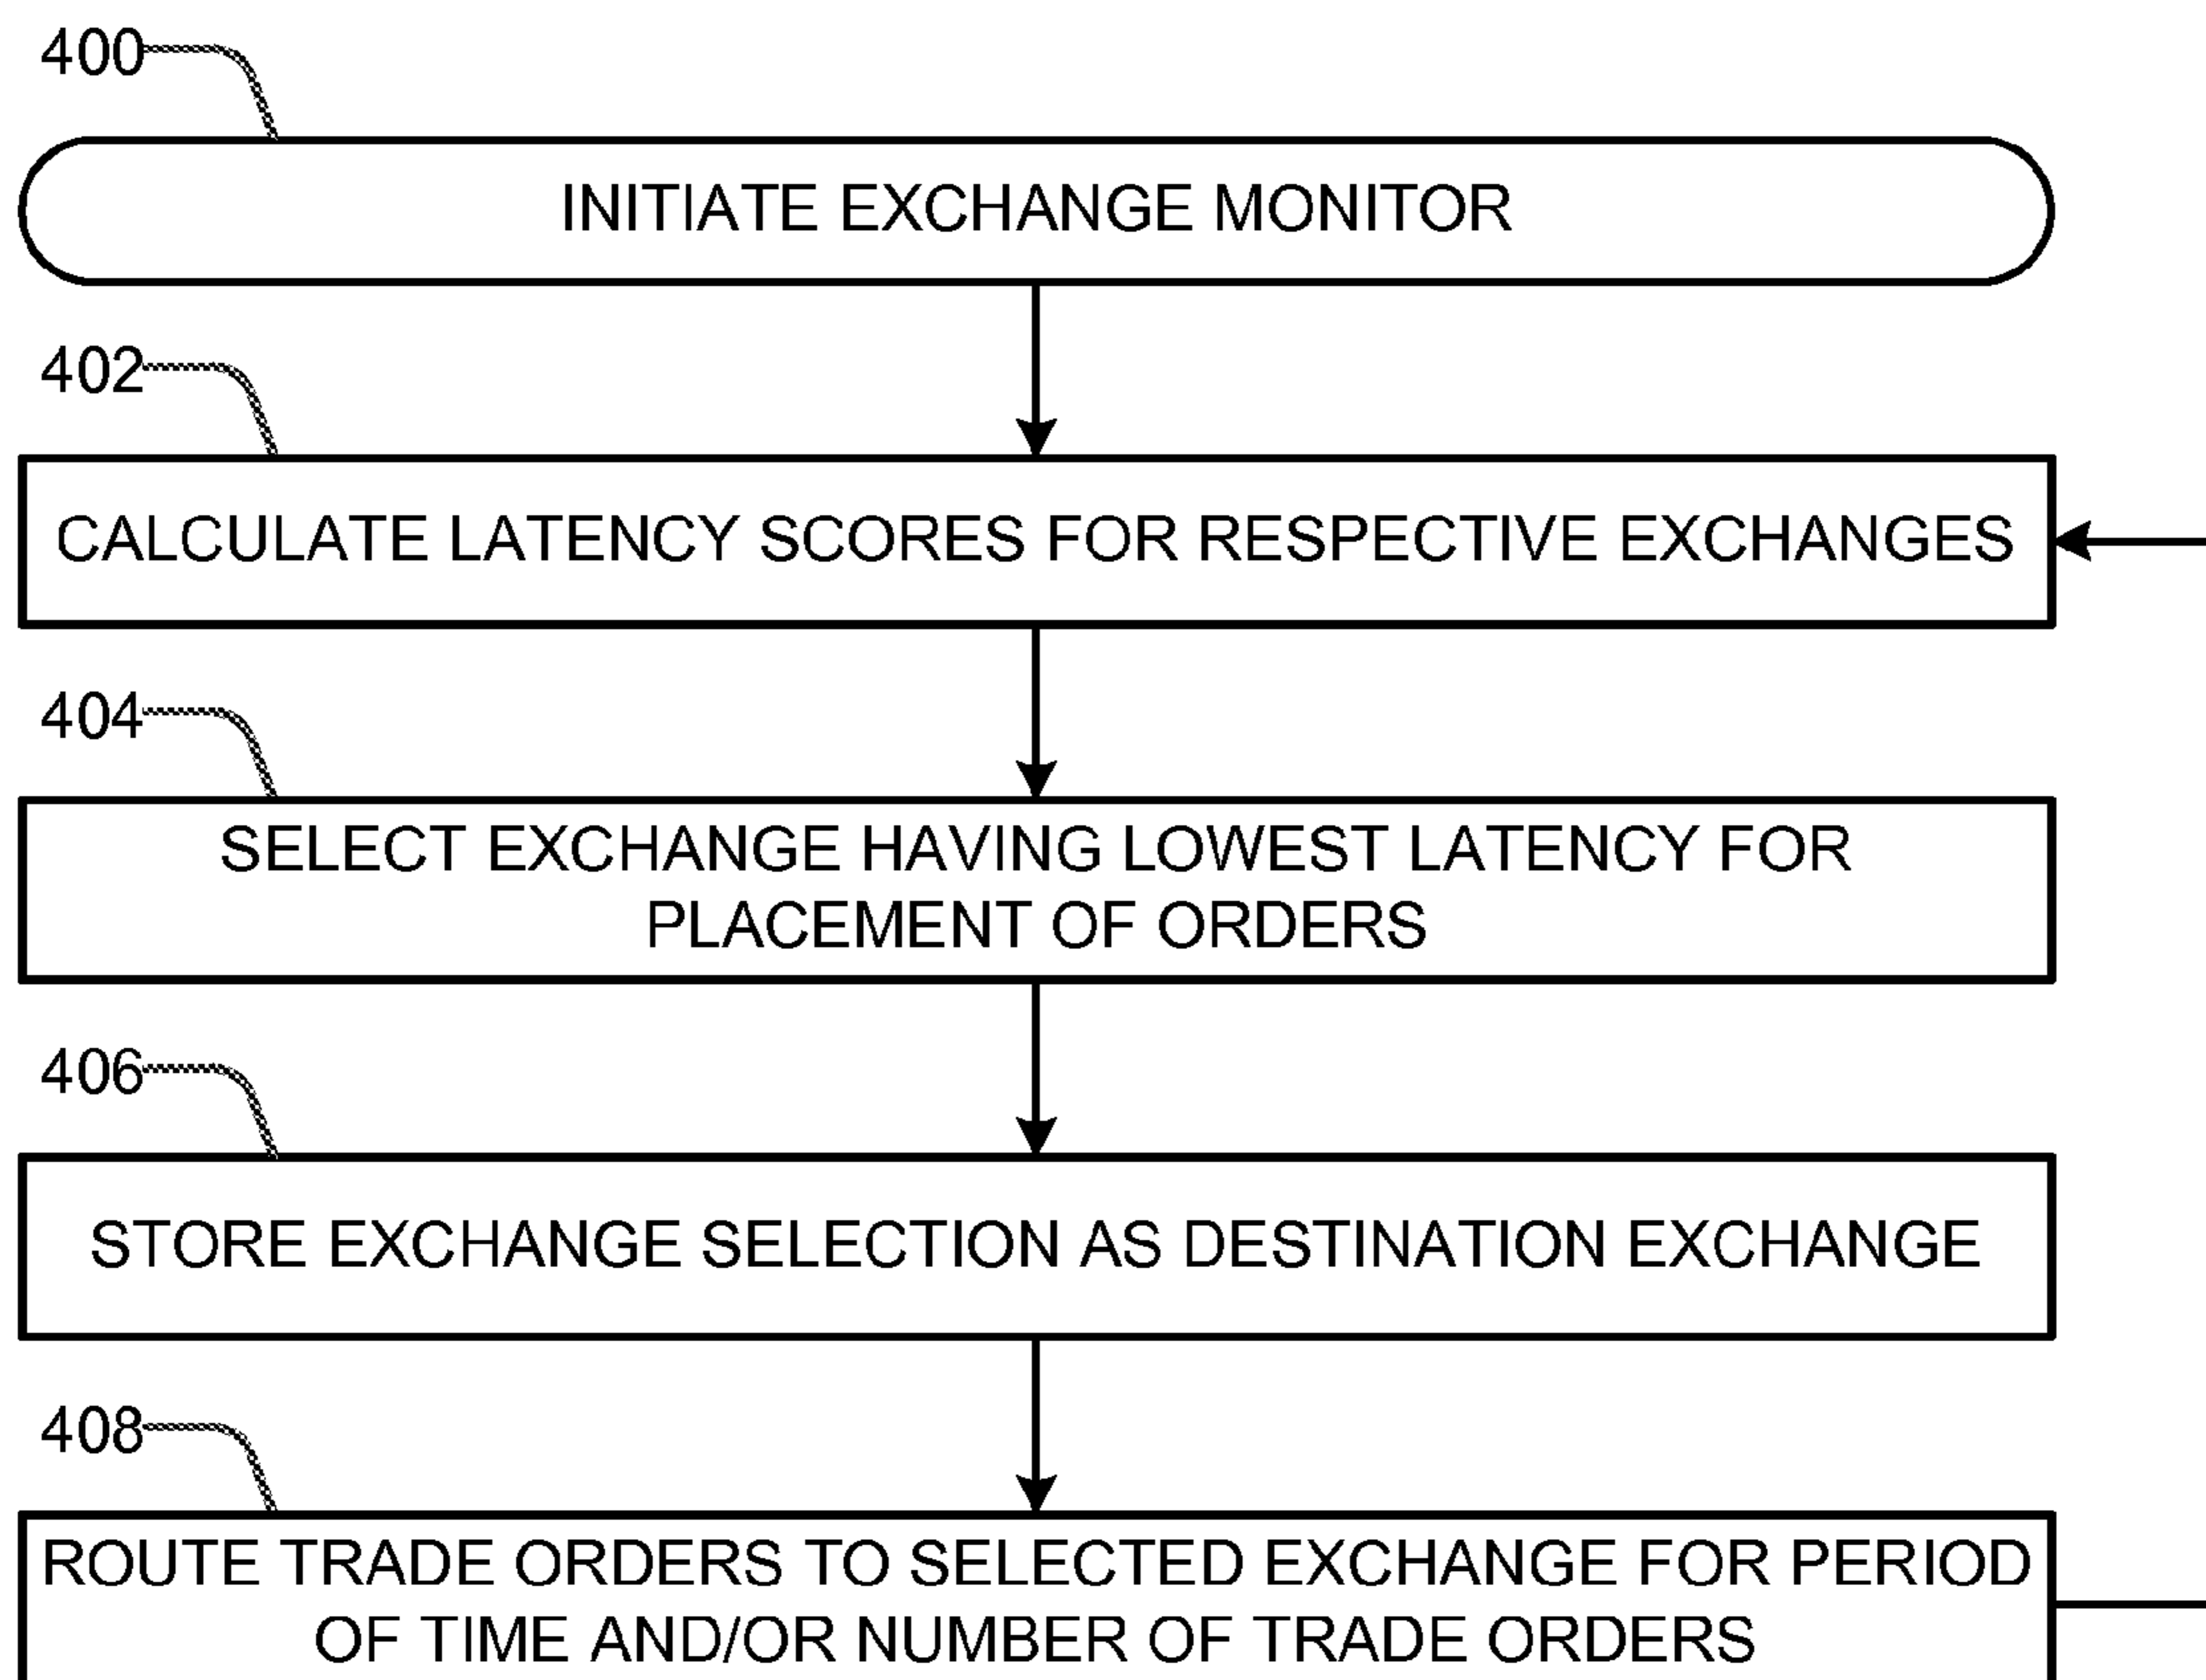 400
INITIATE EXCHANGE MONITOR
402
CALCULATE LATENCY SCORES FOR RESPECTIVE EXCHANGES
404
SELECT EXCHANGE HAVING LOWEST LATENCY FOR
PLACEMENT OF ORDERS
406
STORE EXCHANGE SELECTION AS DESTINATION EXCHANGE
408
ROUTE TRADE ORDERS TO SELECTED EXCHANGE FOR PERIOD
OF TIME AND/OR NUMBER OF TRADE ORDERS